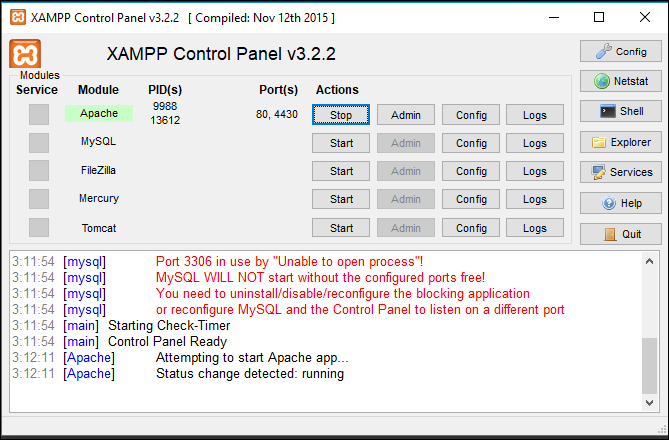 XAMPP Control Panel v3.2.2 [ Compiled: Nov 12th 2015 ]
XAMPP Control Panel v3.2.2
Config
Modules
Service Module PID(s) Port(s) Actions
Netstat
Apache 9988 13612 80, 4430 Stop Admin Config Logs
Shell
MySQL Start Admin Config Logs
Explorer
FileZilla Start Admin Config Logs
Services
Mercury Start Admin Config Logs
Help
Tomcat Start Admin Config Logs
Quit
3:11:54 [mysql] Port 3306 in use by "Unable to open process"!
3:11:54 [mysql] MySQL WILL NOT start without the configured ports free!
3:11:54 [mysql] You need to uninstall/disable/reconfigure the blocking application
3:11:54 [mysql] or reconfigure MySQL and the Control Panel to listen on a different port
3:11:54 [main] Starting Check-Timer
3:11:54 [main] Control Panel Ready
3:12:11 [Apache] Attempting to start Apache app...
3:12:11 [Apache] Status change detected: running